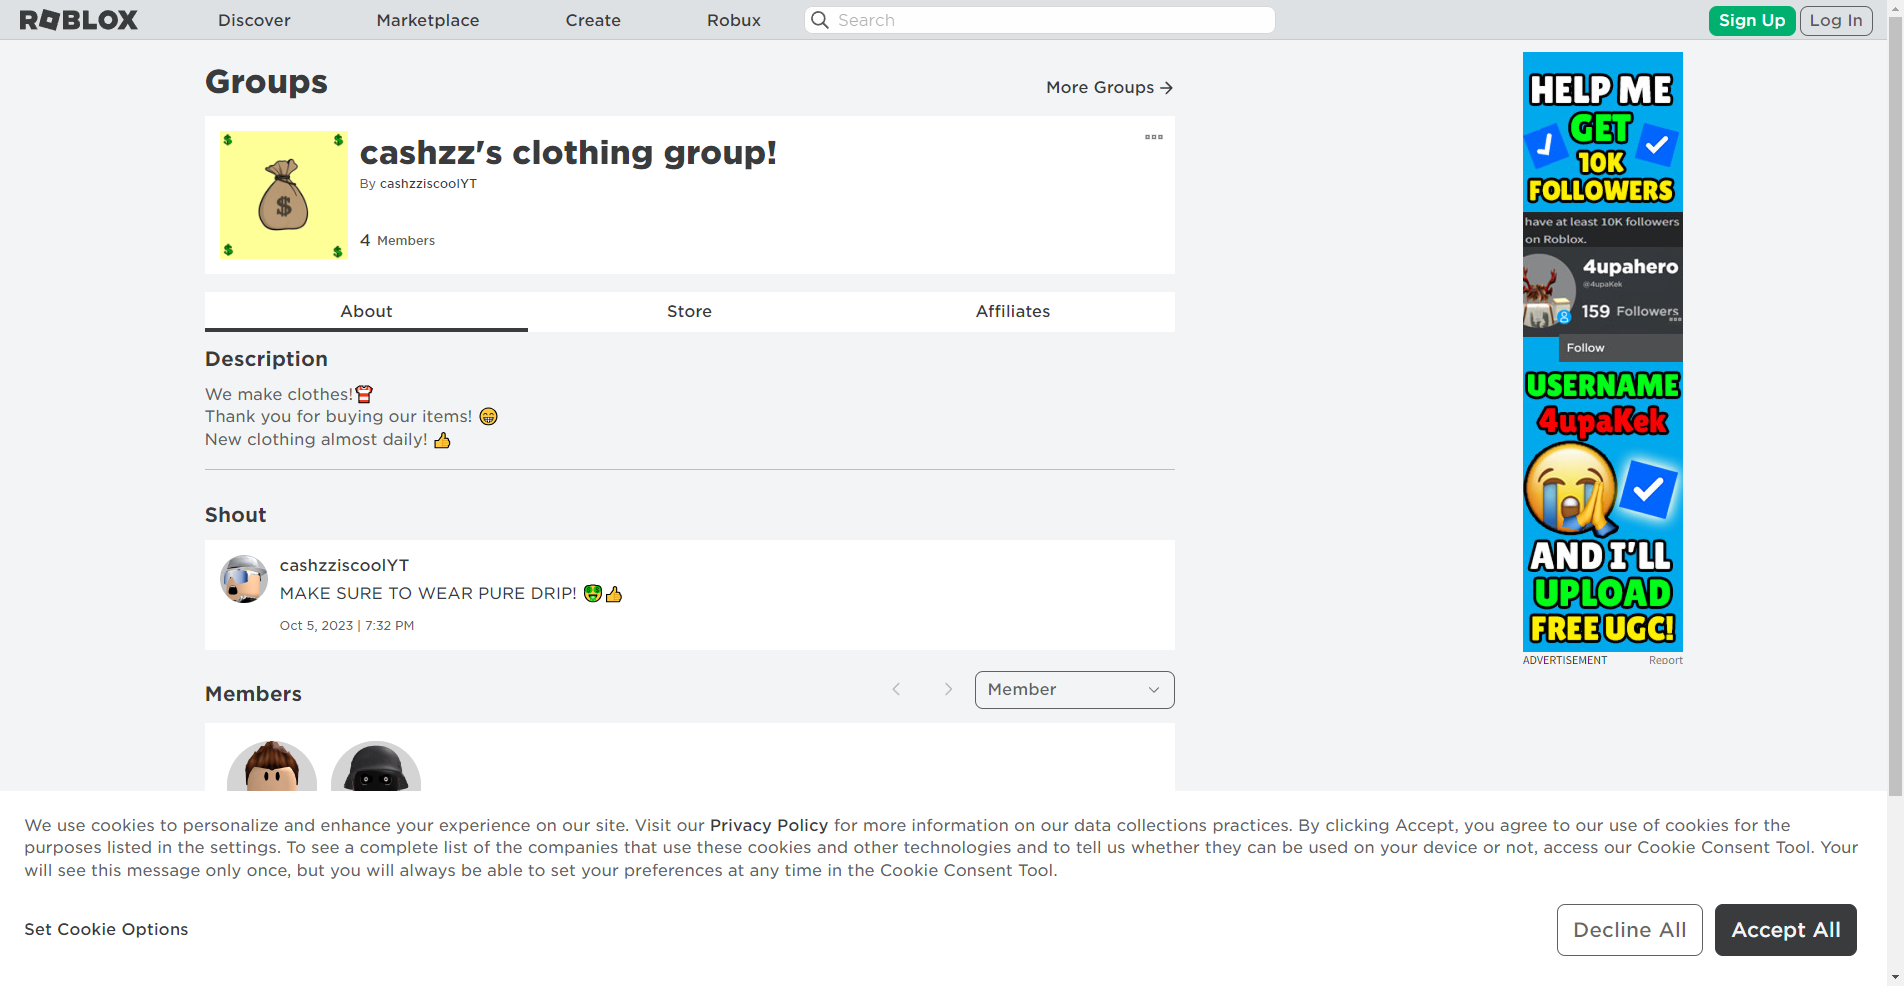 ROBLOX
Discover
Marketplace
Create
Robux
Search
Sign Up
Log In
Groups
More Groups
cashzz's clothing group!
By cashzziscoolYT
4 Members
About
Store
Affiliates
Description
We make clothes!
Thank you for buying our items! 😁
New clothing almost daily! 👍
Shout
cashzziscoolYT
MAKE SURE TO WEAR PURE DRIP! 🤑👍
Oct 5, 2023 | 7:32 PM
Members
Member
HELP ME
GET
10K
FOLLOWERS
have at least 10K followers
on Roblox.
4upahero
@4upaKek
159 Followers
Follow
USERNAME
4upaKek
AND I'LL
UPLOAD
FREE UGC!
ADVERTISEMENT
Report
We use cookies to personalize and enhance your experience on our site. Visit our Privacy Policy for more information on our data collections practices. By clicking Accept, you agree to our use of cookies for the
purposes listed in the settings. To see a complete list of the companies that use these cookies and other technologies and to tell us whether they can be used on your device or not, access our Cookie Consent Tool. Your
will see this message only once, but you will always be able to set your preferences at any time in the Cookie Consent Tool.
Set Cookie Options
Decline All
Accept All